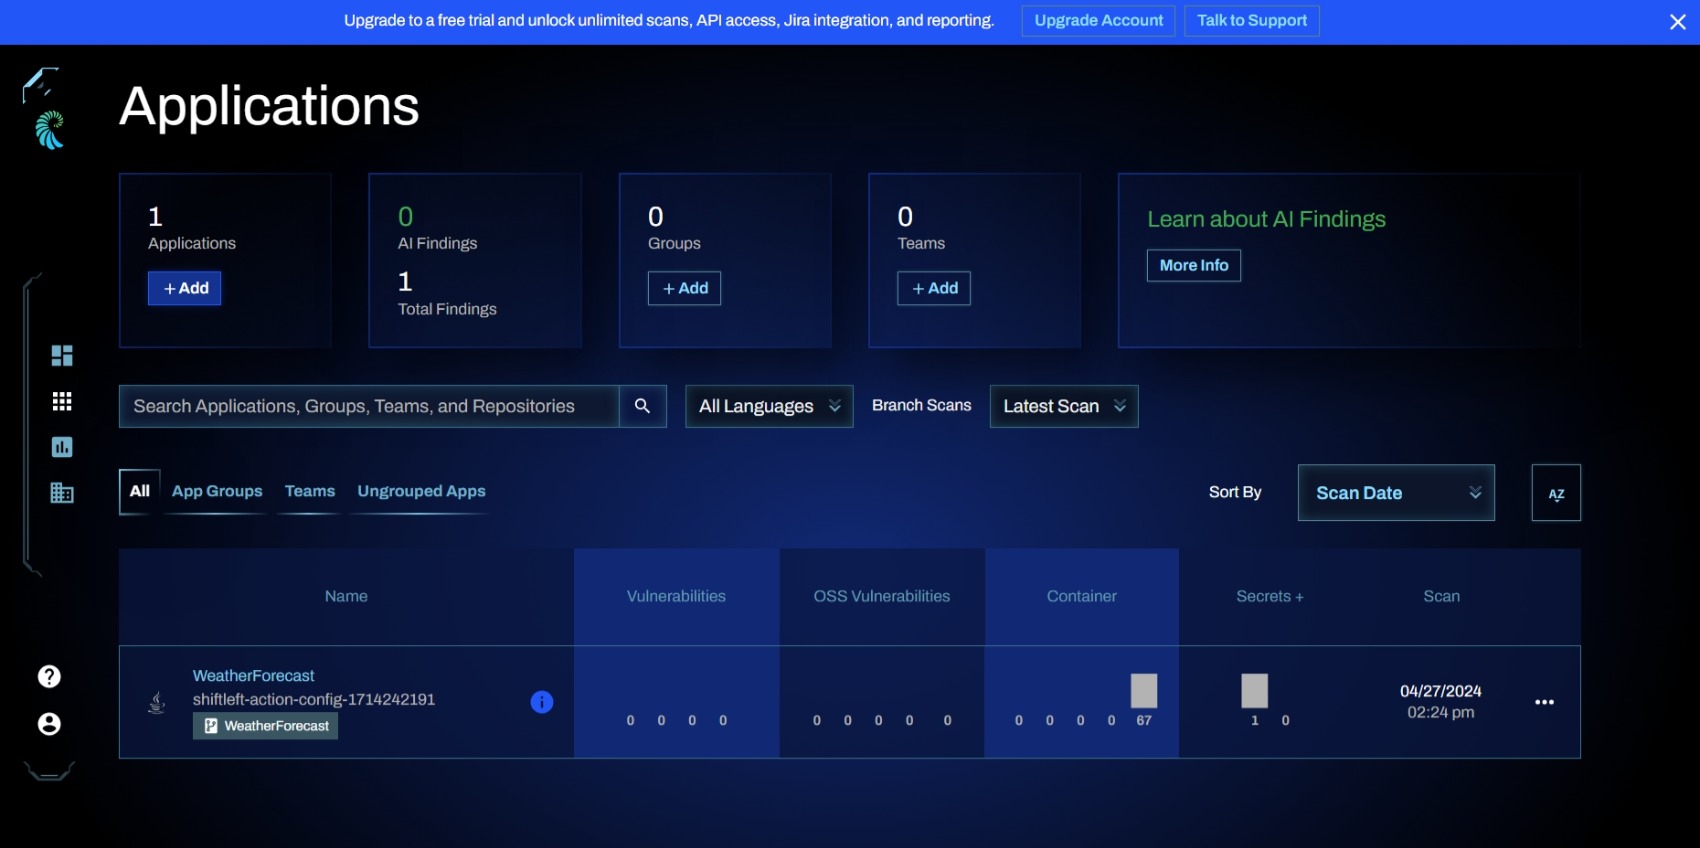 Upgrade to a free trial and unlock unlimited scans, API access, Jira integration, and reporting. Upgrade Account Talk to Support
Applications
1
Applications
+ Add
0
AI Findings
1
Total Findings
0
Groups
+ Add
0
Teams
+ Add
Learn about AI Findings
More Info
Search Applications, Groups, Teams, and Repositories
All Languages
Branch Scans
Latest Scan
All App Groups Teams Ungrouped Apps
Sort By Scan Date AZ
Name Vulnerabilities OSS Vulnerabilities Container Secrets + Scan
WeatherForecast
shiftleft-action-config-1714242191
WeatherForecast
0 0 0 0
0 0 0 0 0
0 0 0 0 67
1 0
04/27/2024
02:24 pm